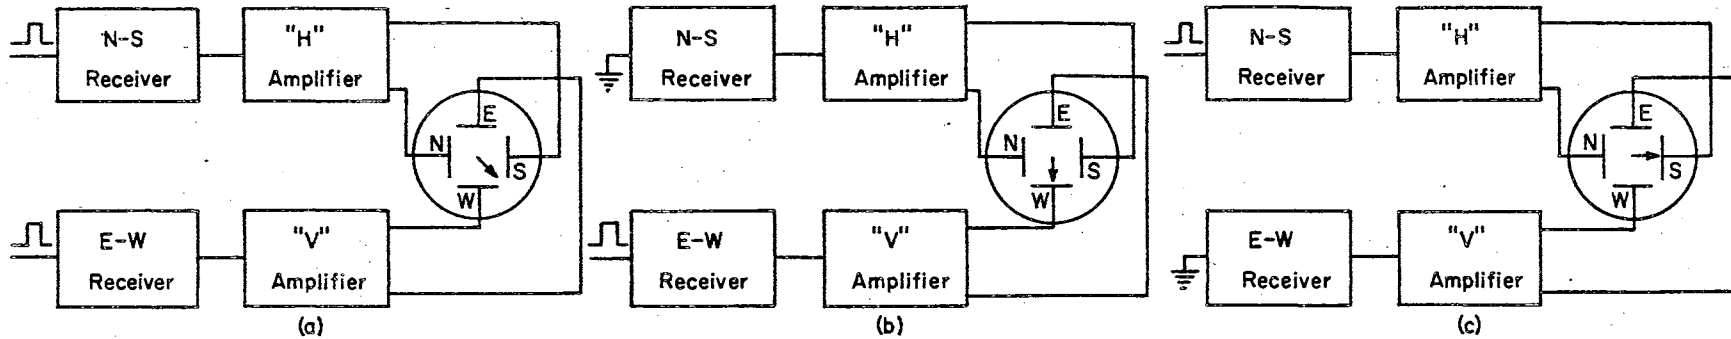 N-S
Receiver
"H"
Amplifier
E
N
S
W
E-W
Receiver
"V"
Amplifier
(a)
N-S
Receiver
"H"
Amplifier
E
N
S
W
E-W
Receiver
"V"
Amplifier
(b)
N-S
Receiver
"H"
Amplifier
E
N
S
W
E-W
Receiver
"V"
Amplifier
(c)